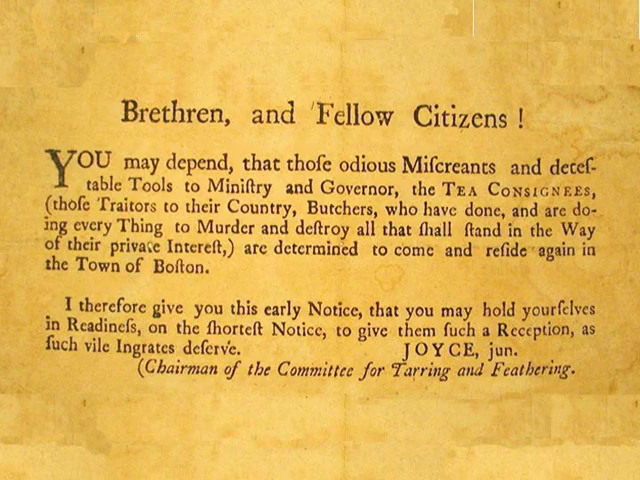 Brethren, and Fellow Citizens!
YOU may depend, that thoſe odious Miſcreants and deteſ-
table Tools to Miniſtry and Governor, the TEA CONSIGNEES,
(thoſe Traitors to their Country, Butchers, who have done, and are do-
ing every Thing to Murder and deſtroy all that ſhall ſtand in the Way
of their private Intereſt,) are determined to come and reſide again in
the Town of Boſton.
I therefore give you this early Notice, that you may hold yourſelves
in Readineſs, on the ſhorteſt Notice, to give them ſuch a Reception, as
ſuch vile Ingrates deſerve. JOYCE, jun.
(Chairman of the Committee for Tarring and Feathering.